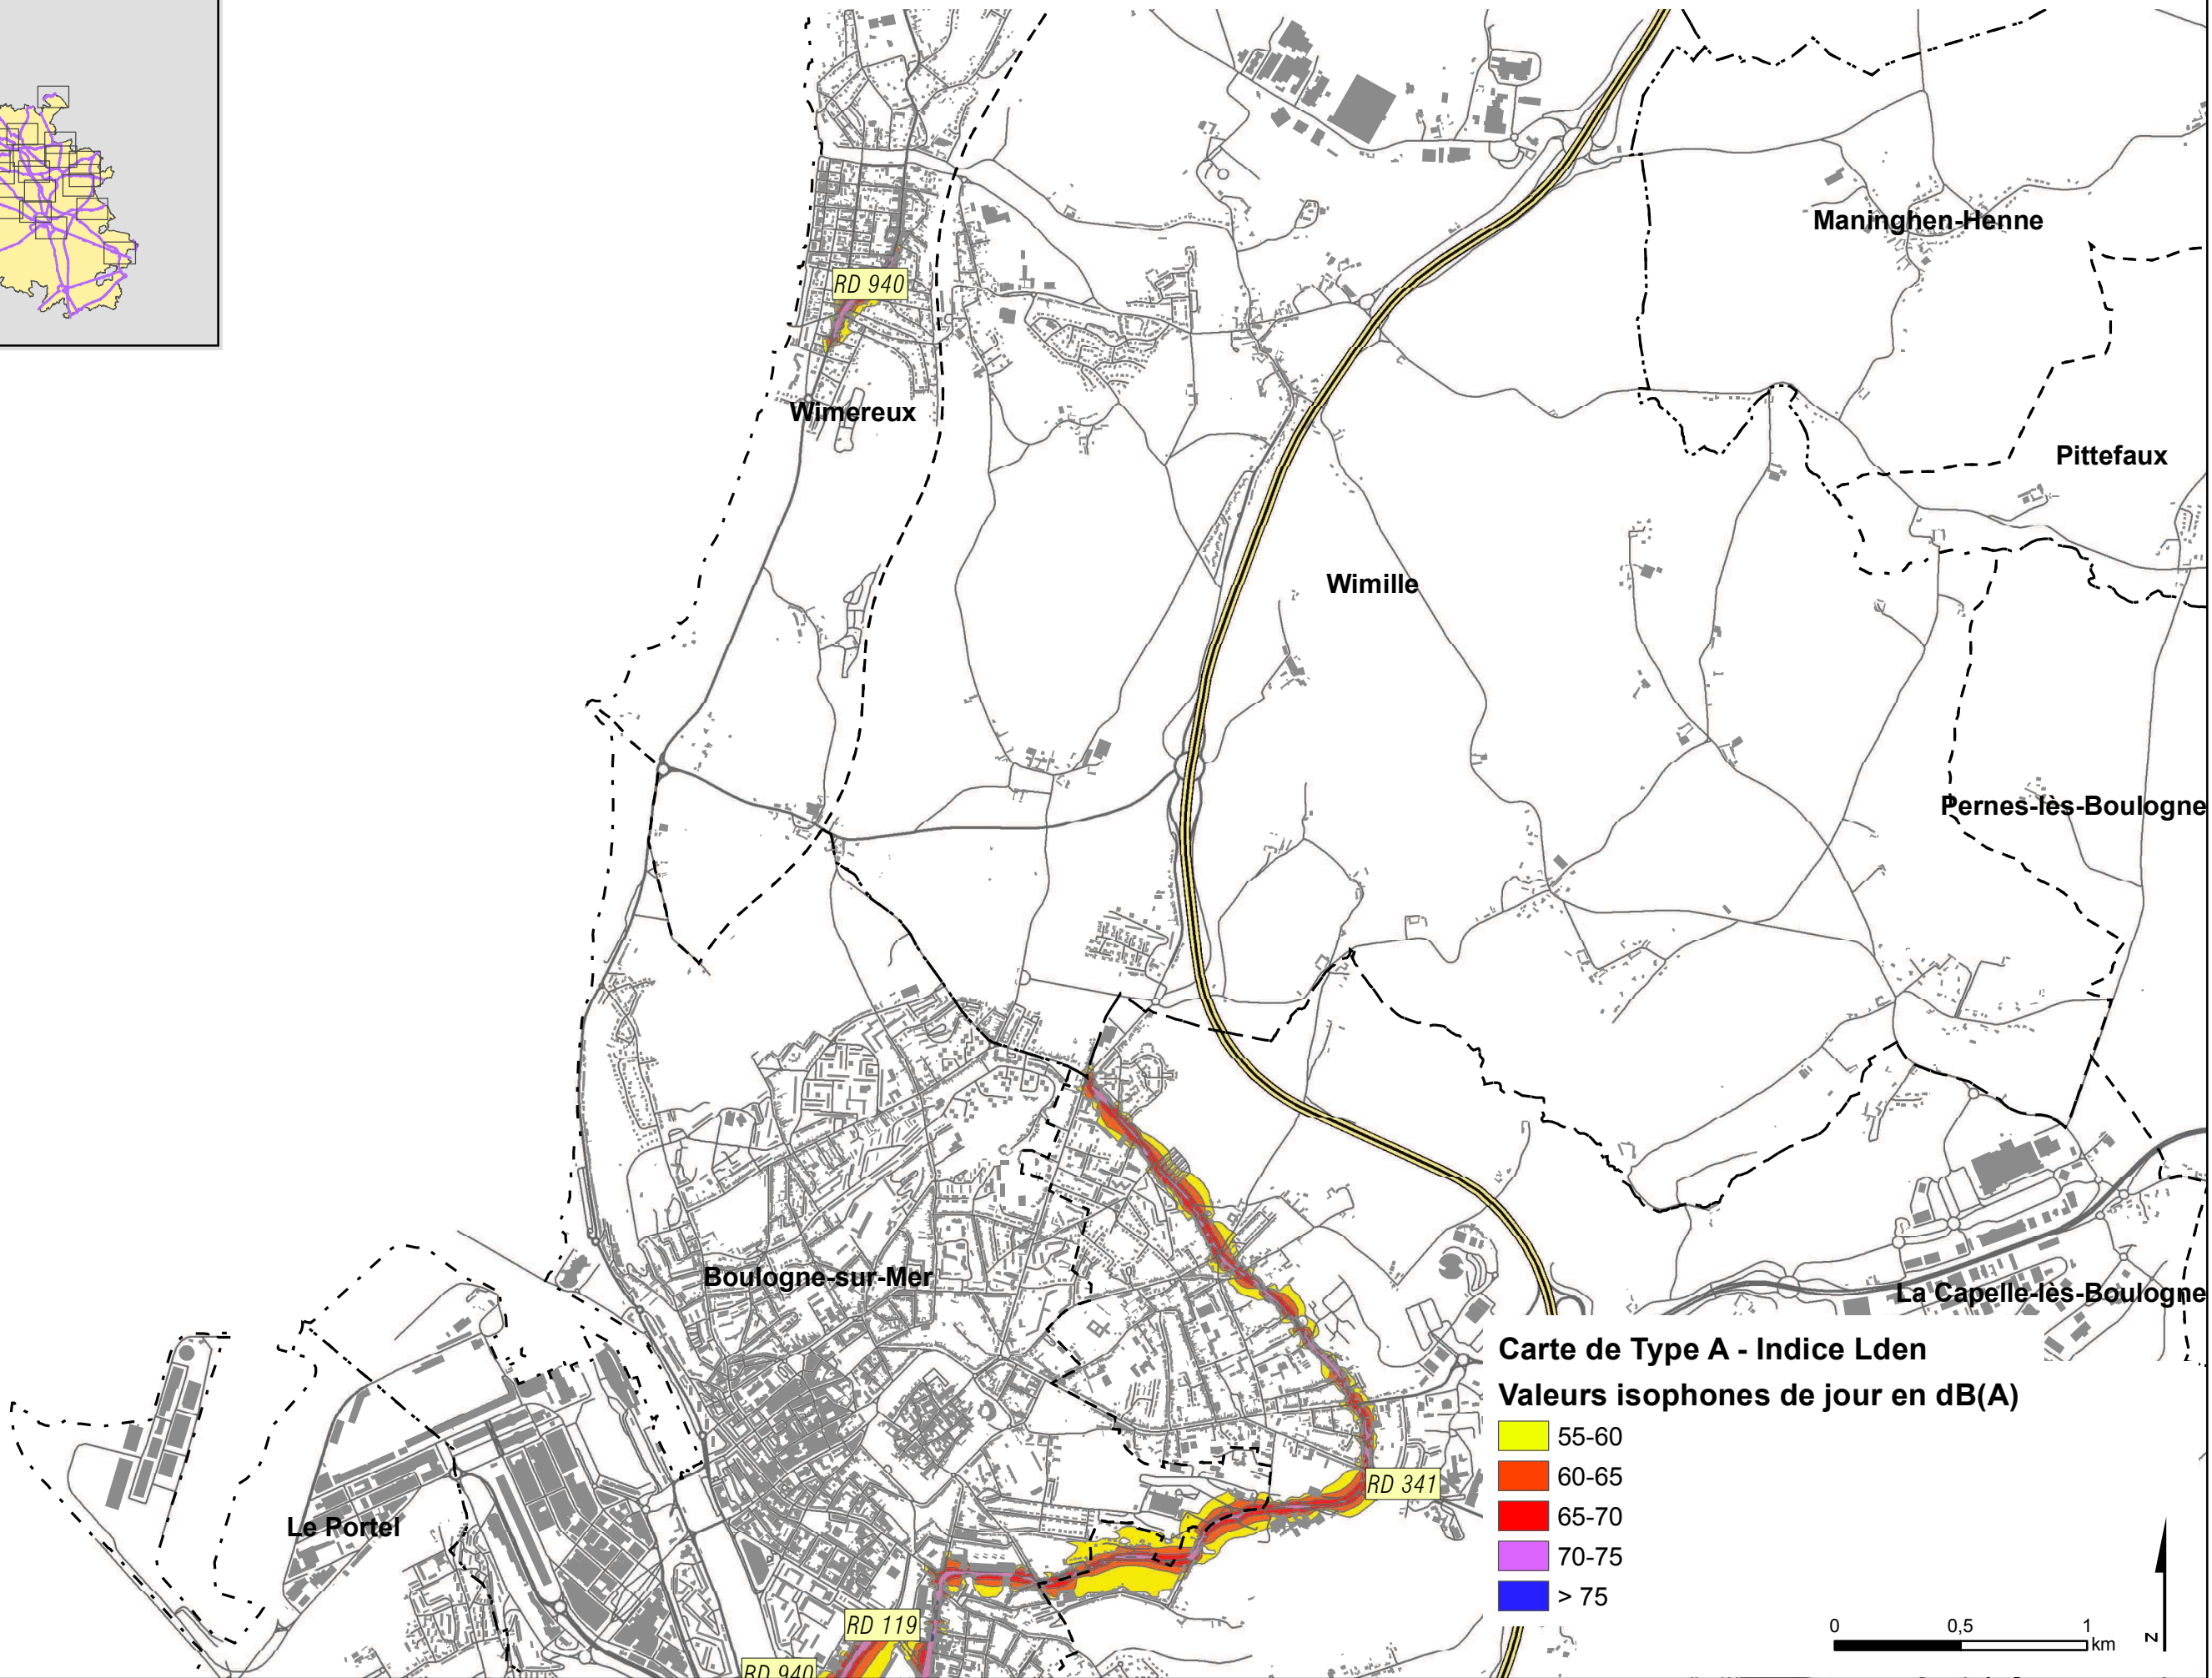 Maninghen-Henne
RD 940
Wimereux
Pittefaux
Wimille
Pernes-lès-Boulogne
Boulogne-sur-Mer
La Capelle-lès-Boulogne
Carte de Type A - Indice Lden
Valeurs isophones de jour en dB(A)
55-60
60-65
65-70
70-75
> 75
RD 341
Le Portel
RD 119
0 0,5 1
km
N
RD 940